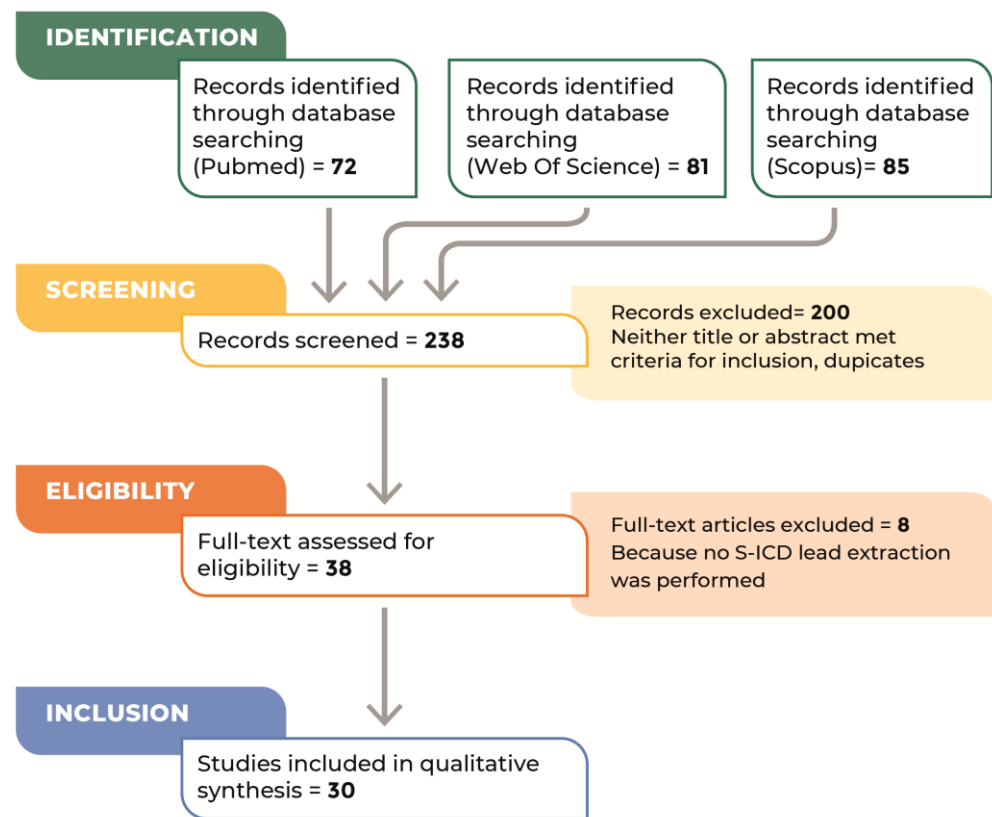 IDENTIFICATION
Records identified
through database
searching
(Pubmed) = 72
Records identified
through database
searching
(Web Of Science) = 81
Records identified
through database
searching
(Scopus)= 85
SCREENING
Records screened = 238
Records excluded= 200
Neither title or abstract met
criteria for inclusion, dupicates
ELIGIBILITY
Full-text assessed for
eligibility = 38
Full-text articles excluded = 8
Because no S-ICD lead extraction
was performed
INCLUSION
Studies included in qualitative
synthesis = 30